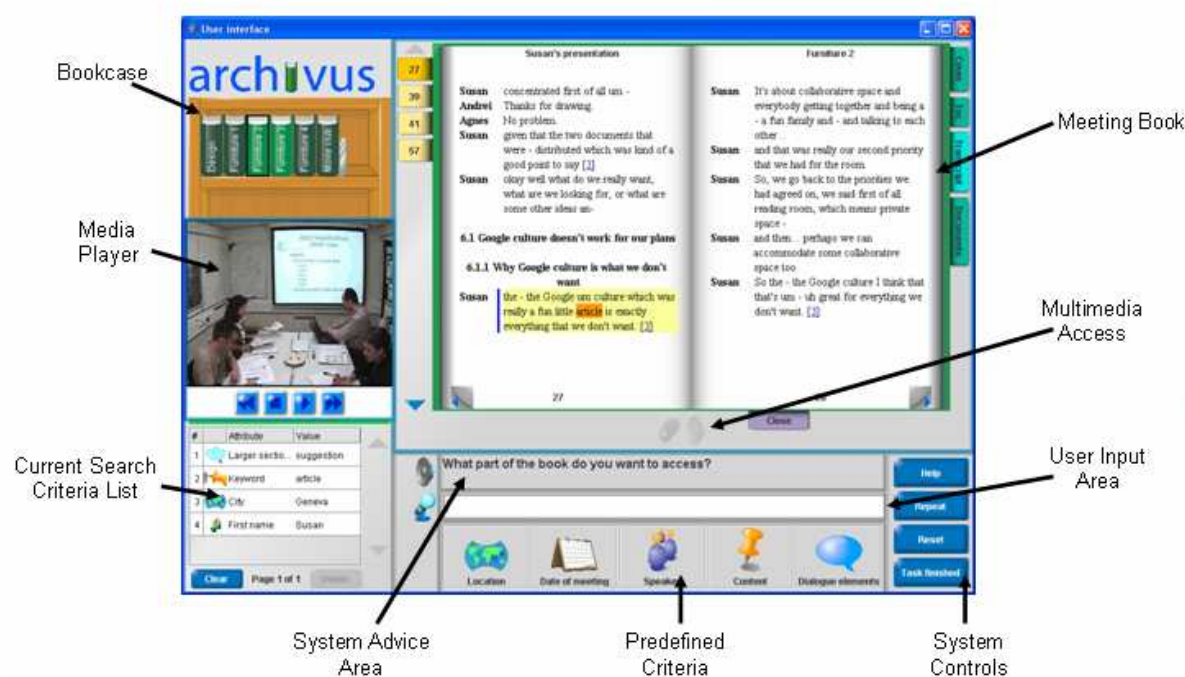 User interface
Bookcase
Media
Player
Current Search
Criteria List
System Advice
Area
Predefined
Criteria
System
Controls
User Input
Area
Multimedia
Access
Meeting Book
archivus
Design
Furniture
Furniture 2
Furniture
Furniture
27
39
41
57
Susan's presentation
Susan concentrated first of all um -
Andrei Thanks for drawing.
Agnes No problem.
Susan given that the two documents that
were - distributed which was kind of a
good point to say [3]
Susan okay well what do we really want,
what are we looking for, or what are
some other ideas an-
6.1 Google culture doesn't work for our plans
6.1.1 Why Google culture is what we don't
want
Susan the - the Google um culture which was
really a fun little article is exactly
everything that we don't want. [3]
27
Furniture 2
Susan It's about collaborative space and
everybody getting together and being a
- a fun family and - and talking to each
other...
Susan and that was really our second priority
that we had for the room.
Susan So, we go back to the priorities we
had agreed on, we said first of all
reading room, which means private
space -
Susan and then... perhaps we can
accommodate some collaborative
space too.
Susan So the - the Google culture I think that
that's um - uh great for everything we
don't want. [3]
Cover
Toc
Transcript
Documents
Close
# Attribute Value
1 Larger sectio... suggestion
2 Keyword article
3 City Geneva
4 First name Susan
Clear Page 1 of 1
What part of the book do you want to access?
Location Date of meeting Speaker Content Dialogue elements
Help
Repeat
Reset
Task finished